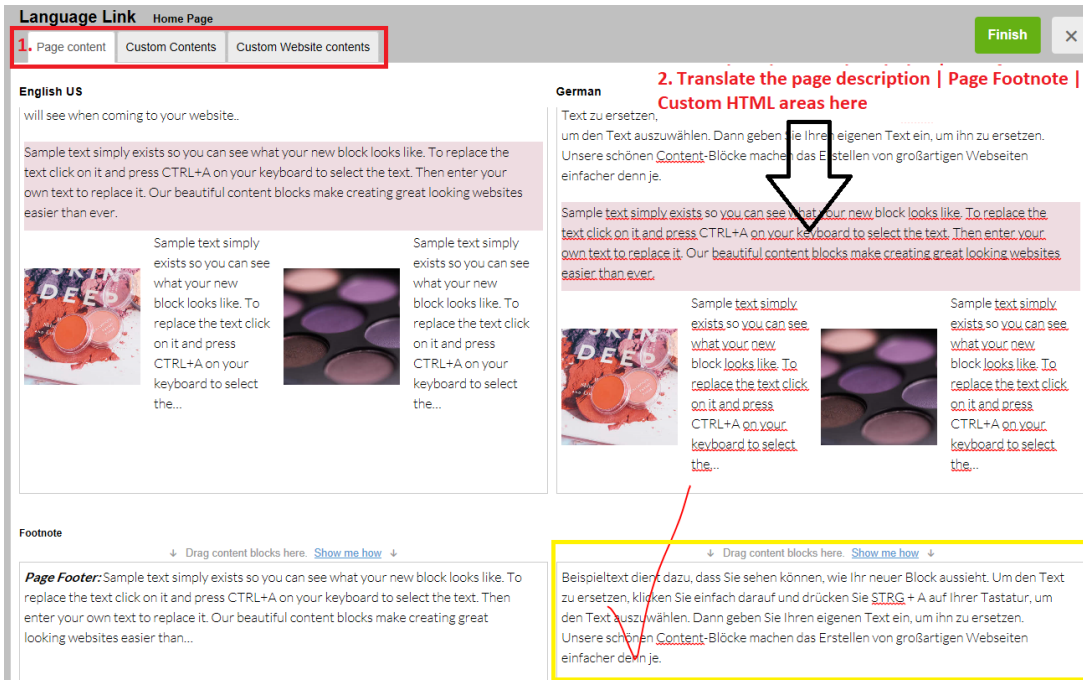 Language Link Home Page
1. Page content Custom Contents Custom Website contents
Finish ×
2. Translate the page description | Page Footnote |
Custom HTML areas here
English US
will see when coming to your website..
Sample text simply exists so you can see what your new block looks like. To replace the
text click on it and press CTRL+A on your keyboard to select the text. Then enter your
own text to replace it. Our beautiful content blocks make creating great looking websites
easier than ever.
SKIN
DEEP
Sample text simply
exists so you can see
what your new
block looks like. To
replace the text click
on it and press
CTRL+A on your
keyboard to select
the...
Sample text simply
exists so you can see
what your new
block looks like. To
replace the text click
on it and press
CTRL+A on your
keyboard to select
the...
German
Text zu ersetzen,
um den Text auszuwählen. Dann geben Sie Ihren eigenen Text ein, um ihn zu ersetzen.
Unsere schönen Content-Blöcke machen das Erstellen von großartigen Webseiten
einfacher denn je.
Sample text simply exists so you can see what your new block looks like. To replace the
text click on it and press CTRL+A on your keyboard to select the text. Then enter your
own text to replace it. Our beautiful content blocks make creating great looking websites
easier than ever.
SKIN
DEEP
Sample text simply
exists so you can see
what your new
block looks like. To
replace the text click
on it and press
CTRL+A on your
keyboard to select
the...
Sample text simply
exists so you can see
what your new
block looks like. To
replace the text click
on it and press
CTRL+A on your
keyboard to select
the...
Footnote
↓ Drag content blocks here. Show me how ↓
Page Footer: Sample text simply exists so you can see what your new block looks like. To
replace the text click on it and press CTRL+A on your keyboard to select the text. Then
enter your own text to replace it. Our beautiful content blocks make creating great
looking websites easier than...
↓ Drag content blocks here. Show me how ↓
Beispieltext dient dazu, dass Sie sehen können, wie Ihr neuer Block aussieht. Um den Text
zu ersetzen, klicken Sie einfach darauf und drücken Sie STRG + A auf Ihrer Tastatur, um
den Text auszuwählen. Dann geben Sie Ihren eigenen Text ein, um ihn zu ersetzen.
Unsere schönen Content-Blöcke machen das Erstellen von großartigen Webseiten
einfacher denn je.